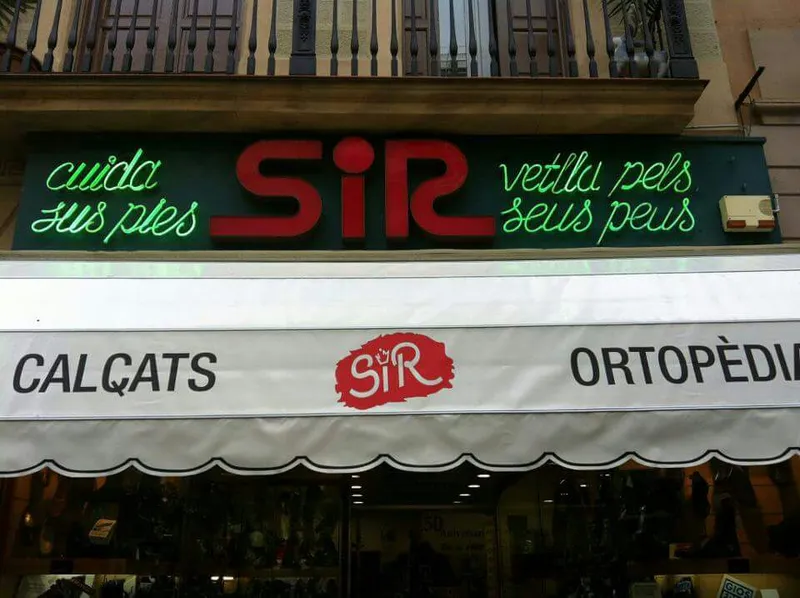 cuida
sus pies
SiR
vetlla pels
seus peus
CALÇATS
SiR
ORTOPÈDIA